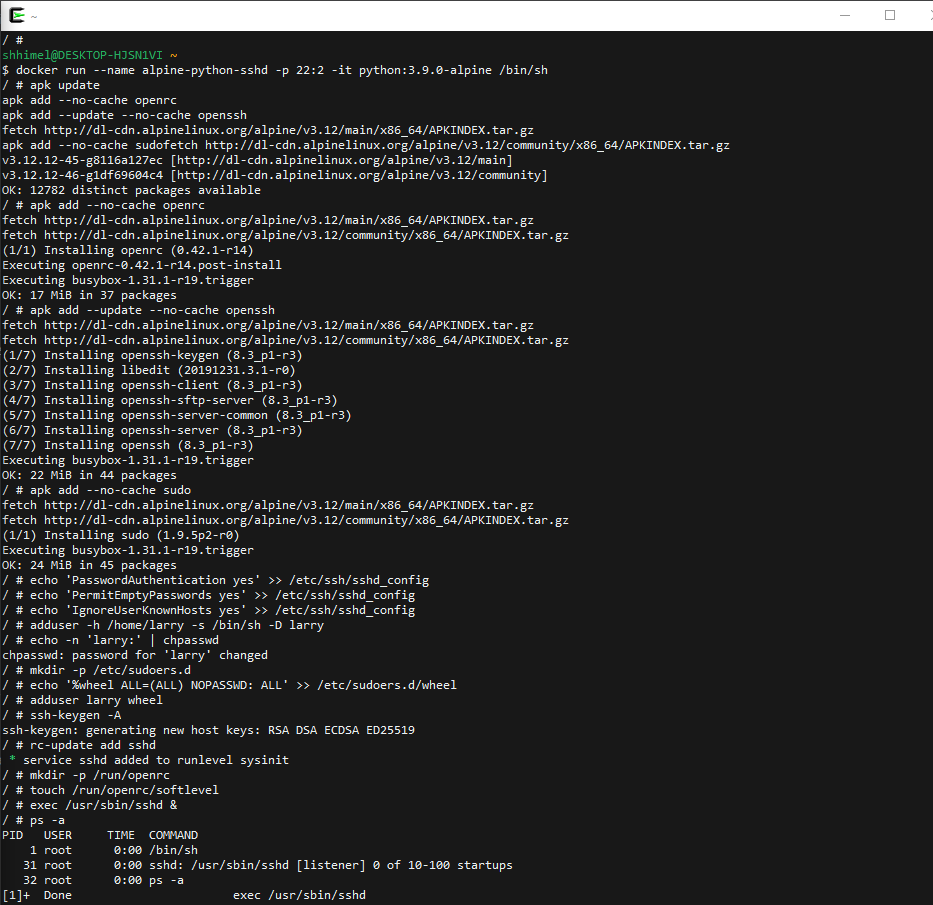 ~
/ #
shhimel@DESKTOP-HJSN1VI ~
$ docker run --name alpine-python-sshd -p 22:2 -it python:3.9.0-alpine /bin/sh
/ # apk update
apk add --no-cache openrc
apk add --update --no-cache openssh
fetch http://dl-cdn.alpinelinux.org/alpine/v3.12/main/x86_64/APKINDEX.tar.gz
apk add --no-cache sudofetch http://dl-cdn.alpinelinux.org/alpine/v3.12/community/x86_64/APKINDEX.tar.gz
v3.12.12-45-g8116a127ec [http://dl-cdn.alpinelinux.org/alpine/v3.12/main]
v3.12.12-46-g1df69604c4 [http://dl-cdn.alpinelinux.org/alpine/v3.12/community]
OK: 12782 distinct packages available
/ # apk add --no-cache openrc
fetch http://dl-cdn.alpinelinux.org/alpine/v3.12/main/x86_64/APKINDEX.tar.gz
fetch http://dl-cdn.alpinelinux.org/alpine/v3.12/community/x86_64/APKINDEX.tar.gz
(1/1) Installing openrc (0.42.1-r14)
Executing openrc-0.42.1-r14.post-install
Executing busybox-1.31.1-r19.trigger
OK: 17 MiB in 37 packages
/ # apk add --update --no-cache openssh
fetch http://dl-cdn.alpinelinux.org/alpine/v3.12/main/x86_64/APKINDEX.tar.gz
fetch http://dl-cdn.alpinelinux.org/alpine/v3.12/community/x86_64/APKINDEX.tar.gz
(1/7) Installing openssh-keygen (8.3_p1-r3)
(2/7) Installing libedit (20191231.3.1-r0)
(3/7) Installing openssh-client (8.3_p1-r3)
(4/7) Installing openssh-sftp-server (8.3_p1-r3)
(5/7) Installing openssh-server-common (8.3_p1-r3)
(6/7) Installing openssh-server (8.3_p1-r3)
(7/7) Installing openssh (8.3_p1-r3)
Executing busybox-1.31.1-r19.trigger
OK: 22 MiB in 44 packages
/ # apk add --no-cache sudo
fetch http://dl-cdn.alpinelinux.org/alpine/v3.12/main/x86_64/APKINDEX.tar.gz
fetch http://dl-cdn.alpinelinux.org/alpine/v3.12/community/x86_64/APKINDEX.tar.gz
(1/1) Installing sudo (1.9.5p2-r0)
Executing busybox-1.31.1-r19.trigger
OK: 24 MiB in 45 packages
/ # echo 'PasswordAuthentication yes' >> /etc/ssh/sshd_config
/ # echo 'PermitEmptyPasswords yes' >> /etc/ssh/sshd_config
/ # echo 'IgnoreUserKnownHosts yes' >> /etc/ssh/sshd_config
/ # adduser -h /home/larry -s /bin/sh -D larry
/ # echo -n 'larry:' | chpasswd
chpasswd: password for 'larry' changed
/ # mkdir -p /etc/sudoers.d
/ # echo '%wheel ALL=(ALL) NOPASSWD: ALL' >> /etc/sudoers.d/wheel
/ # adduser larry wheel
/ # ssh-keygen -A
ssh-keygen: generating new host keys: RSA DSA ECDSA ED25519
/ # rc-update add sshd
 * service sshd added to runlevel sysinit
/ # mkdir -p /run/openrc
/ # touch /run/openrc/softlevel
/ # exec /usr/sbin/sshd &
/ # ps -a
PID   USER     TIME  COMMAND
    1 root      0:00 /bin/sh
   31 root      0:00 sshd: /usr/sbin/sshd [listener] 0 of 10-100 startups
   32 root      0:00 ps -a
[1]+  Done                       exec /usr/sbin/sshd